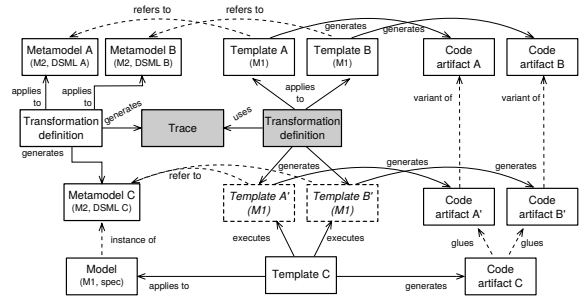 refers to
refers to
generates
generates
Metamodel A
(M2, DSML A)
Metamodel B
(M2, DSML B)
Template A
(M1)
Template B
(M1)
Code
artifact A
Code
artifact B
applies
to
applies
to
applies
to
variant of
variant of
Transformation
definition
generates
Trace
uses
Transformation
definition
generates
refer to
generates
generates
Metamodel C
(M2, DSML C)
Template A'
(M1)
Template B'
(M1)
Code
artifact A'
Code
artifact B'
instance of
executes
executes
glues
glues
Model
(M1, spec)
applies to
Template C
generates
Code
artifact C